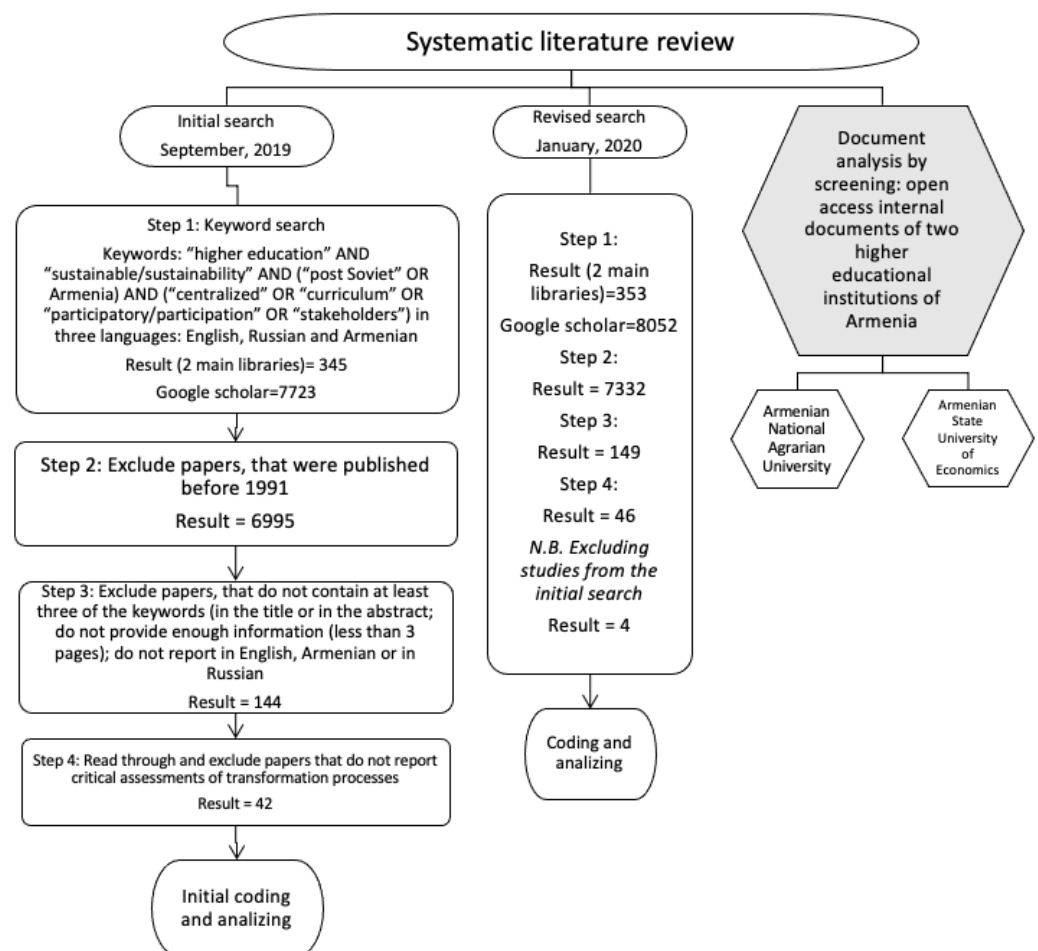 Systematic literature review
Initial search
September, 2019
Step 1: Keyword search
Keywords: “higher education” AND
“sustainable/sustainability” AND (“post Soviet” OR
Armenia) AND (“centralized” OR “curriculum” OR
“participatory/participation” OR “stakeholders”) in
three languages: English, Russian and Armenian
Result (2 main libraries)= 345
Google scholar=7723
Step 2: Exclude papers, that were published
before 1991
Result = 6995
Step 3: Exclude papers, that do not contain at least
three of the keywords (in the title or in the abstract;
do not provide enough information (less than 3
pages); do not report in English, Armenian or in
Russian
Result = 144
Step 4: Read through and exclude papers that do not report
critical assessments of transformation processes
Result = 42
Initial coding
and analizing
Revised search
January, 2020
Step 1:
Result (2 main
libraries)=353
Google scholar=8052
Step 2:
Result = 7332
Step 3:
Result = 149
Step 4:
Result = 46
N.B. Excluding
studies from the
initial search
Result = 4
Coding and
analizing
Document
analysis by
screening: open
access internal
documents of two
higher
educational
institutions of
Armenia
Armenian
National
Agrarian
University
Armenian
State
University
of
Economics